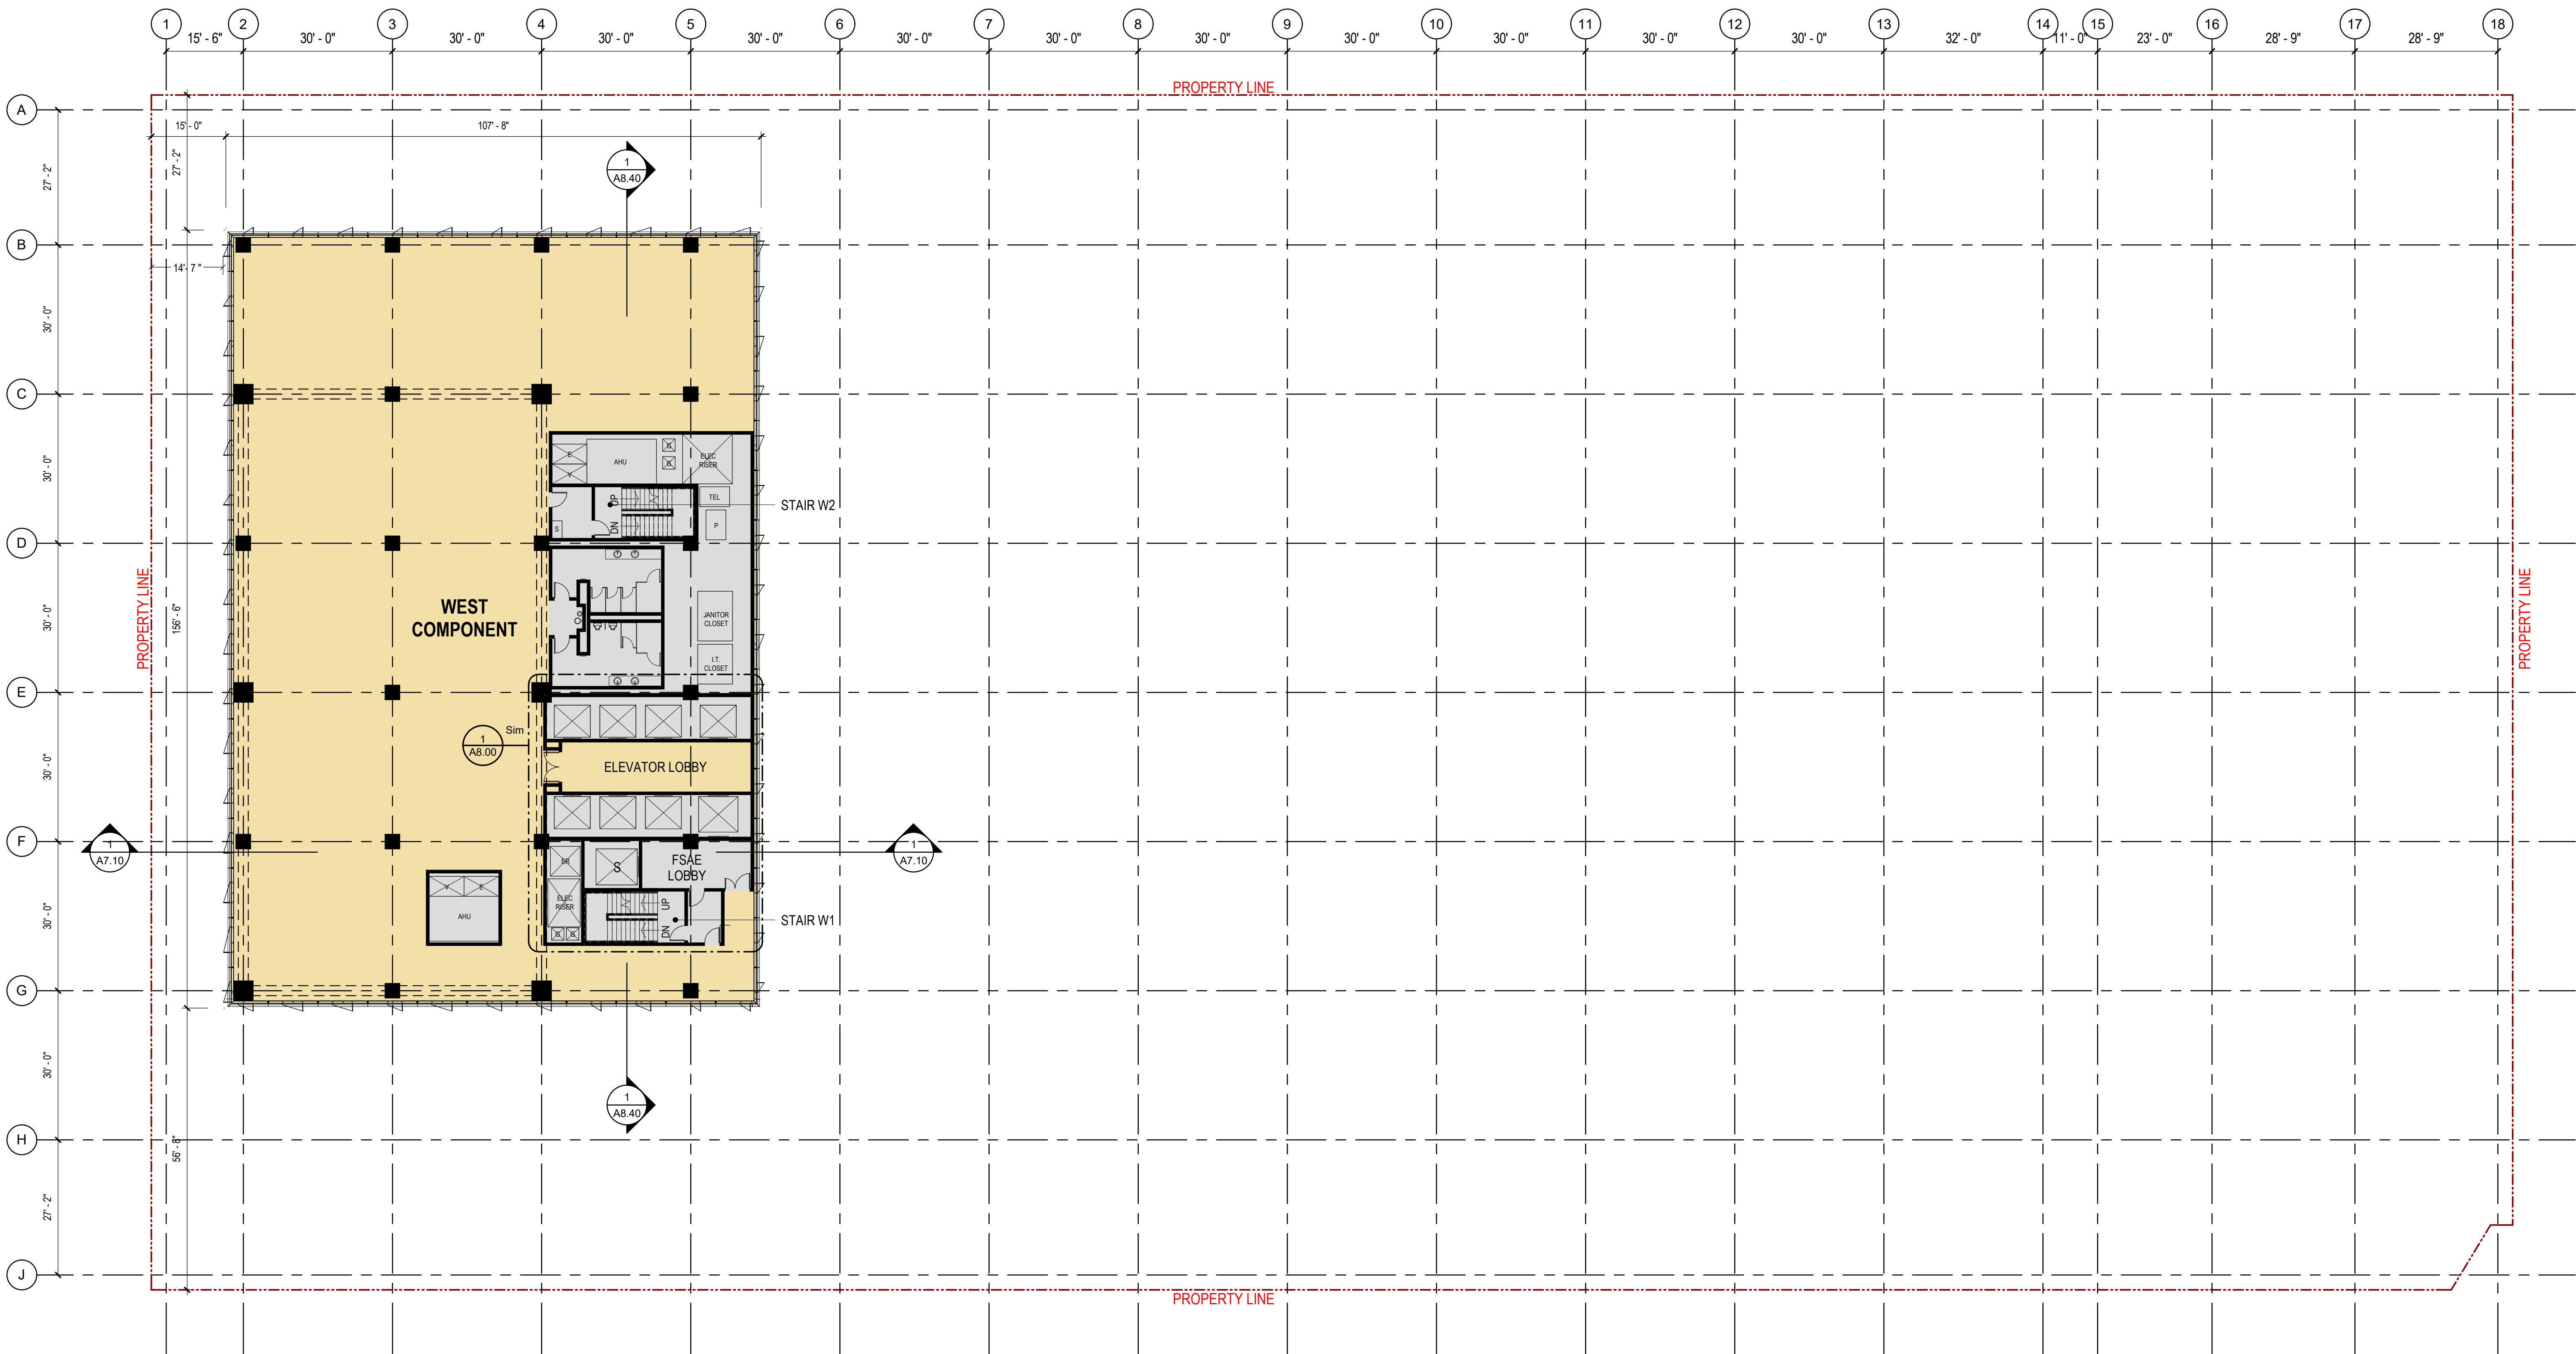 1 2 3 4 5 6 7 8 9 10 11 12 13 14 15 16 17 18
15' - 6" 30' - 0" 30' - 0" 30' - 0" 30' - 0" 30' - 0" 30' - 0" 30' - 0" 30' - 0" 30' - 0" 30' - 0" 30' - 0" 32' - 0" 11' - 0" 23' - 0" 28' - 9" 28' - 9"
PROPERTY LINE
A
15' - 0" 107' - 8"
27' - 2"
27' - 2"
1
A8.40
B
14' - 7 "
30' - 0"
C
30' - 0"
E
V
AHU
G
G
ELEC
RISER
TEL
UP
DN
S
P
STAIR W2
D
PROPERTY LINE
30' - 0"
156' - 6"
WEST
COMPONENT
JANITOR
CLOSET
I.T.
CLOSET
PROPERTY LINE
E
Sim
1
A8.00
30' - 0"
ELEVATOR LOBBY
F
1
A7.10
1
A7.10
ER
S
FSAE
LOBBY
V E
AHU
ELEC
RISER
G G
UP
DN
STAIR W1
30' - 0"
G
30' - 0"
1
A8.40
H
56' - 8"
27' - 2"
J
PROPERTY LINE